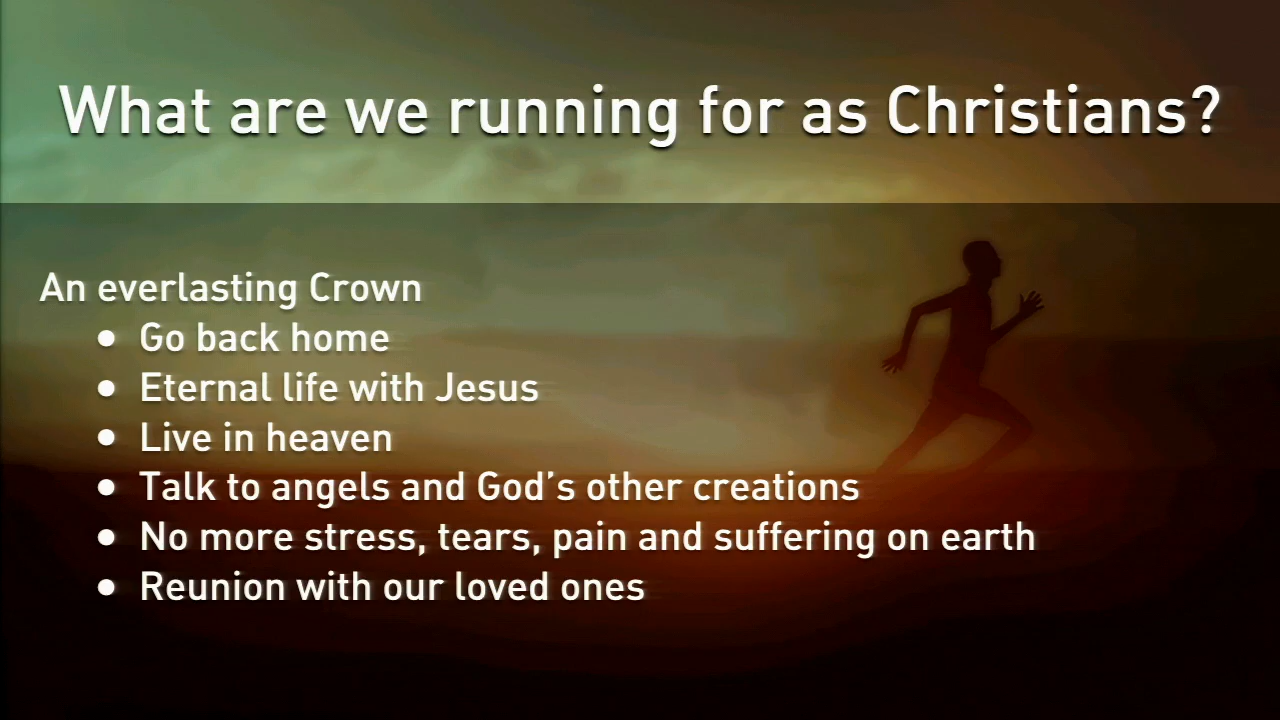 What are we running for as Christians?
An everlasting Crown
● Go back home
● Eternal life with Jesus
● Live in heaven
● Talk to angels and God’s other creations
● No more stress, tears, pain and suffering on earth
● Reunion with our loved ones